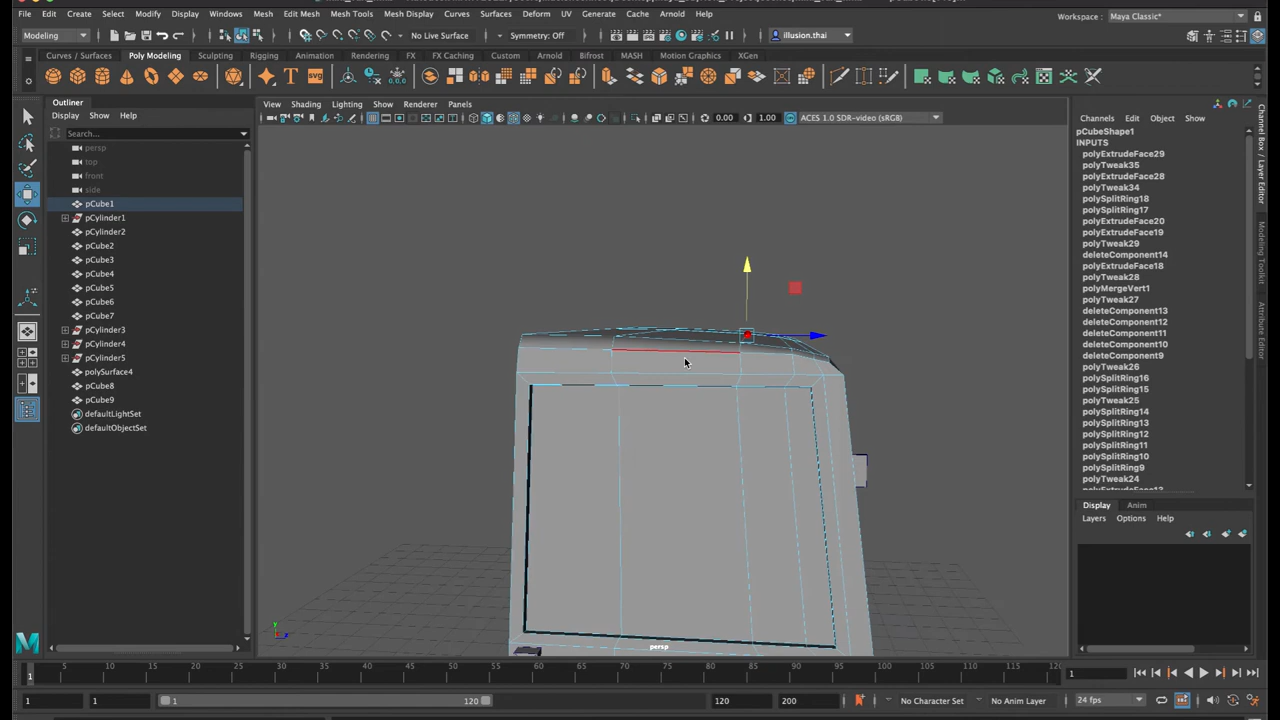 File Edit Create Select Modify Display Windows Mesh Edit Mesh Mesh Tools Mesh Display Curves Surfaces Deform UV Generate Cache Arnold Help
Workspace : Maya Classic*
Modeling
No Live Surface
Symmetry: Off
illusion.thai
Curves / Surfaces Poly Modeling Sculpting Rigging Animation Rendering FX FX Caching Custom Arnold Bifrost MASH Motion Graphics XGen
Outliner
Display Show Help
Search...
persp
top
front
side
pCube1
pCylinder1
pCylinder2
pCube2
pCube3
pCube4
pCube5
pCube6
pCube7
pCylinder3
pCylinder4
pCylinder5
polySurface4
pCube8
pCube9
defaultLightSet
defaultObjectSet
View Shading Lighting Show Renderer Panels
0.00 1.00 ACES 1.0 SDR-video (sRGB)
persp
Channels Edit Object Show
pCubeShape1
INPUTS
polyExtrudeFace29
polyTweak35
polyExtrudeFace28
polyTweak34
polySplitRing18
polySplitRing17
polyExtrudeFace20
polyExtrudeFace19
polyTweak29
deleteComponent14
polyExtrudeFace18
polyTweak28
polyMergeVert1
polyTweak27
deleteComponent13
deleteComponent12
deleteComponent11
deleteComponent10
deleteComponent9
polyTweak26
polySplitRing16
polySplitRing15
polyTweak25
polySplitRing14
polySplitRing13
polySplitRing12
polySplitRing11
polySplitRing10
polySplitRing9
polyTweak24
Display Anim
Layers Options Help
Channel Box / Layer Editor
Modeling Toolkit
Attribute Editor
5 10 15 20 25 30 35 40 45 50 55 60 65 70 75 80 85 90 95 100 105 110 115 120
1
1
1 1 1 120 120 200 No Character Set No Anim Layer 24 fps